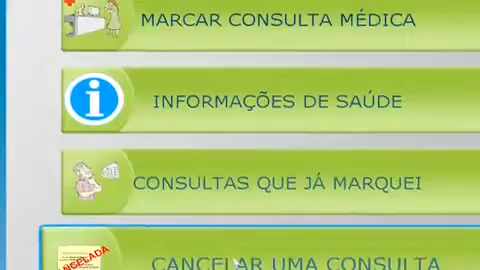 MARCAR CONSULTA MÉDICA
INFORMAÇÕES DE SAÚDE
CONSULTAS QUE JÁ MARQUEI
CANCELADA
CANCELAR UMA CONSULTA